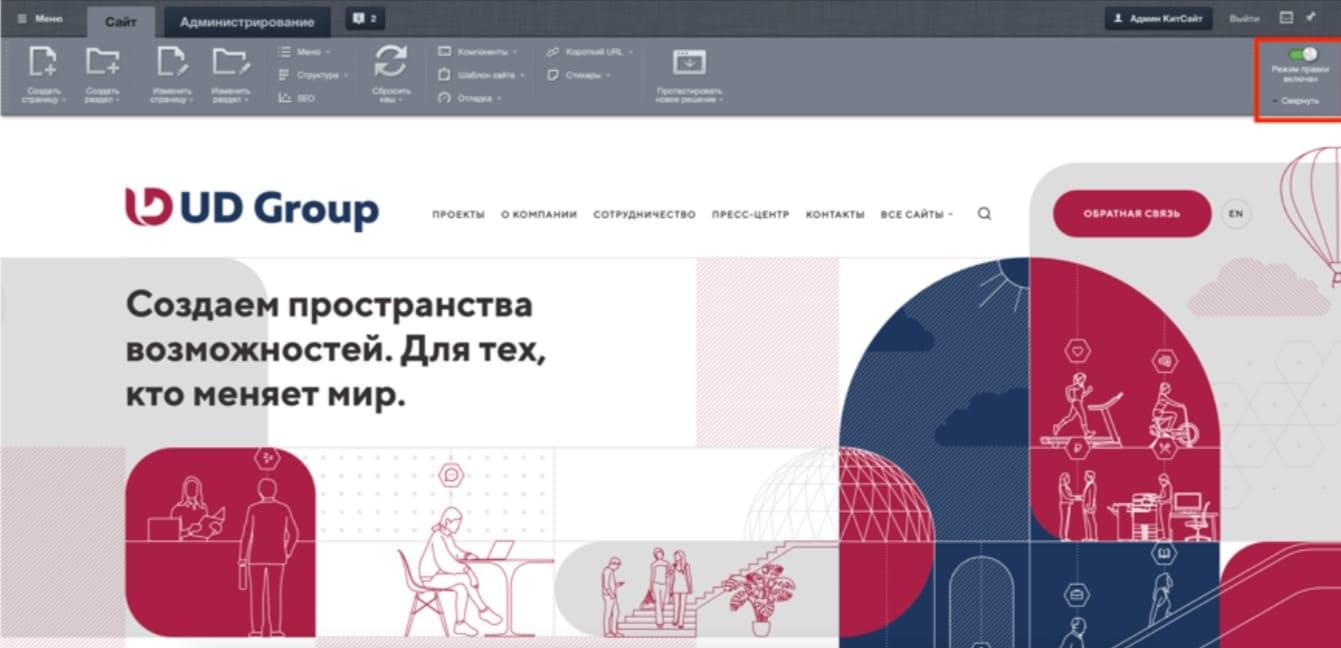 Меню
Сайт
Администрирование
2
Админ КитСайт
Выйти
Создать страницу
Создать раздел
Изменить страницу
Изменить раздел
Меню
Структура
SEO
Сбросить кеш
Компоненты
Шаблон сайта
Отладка
Короткий URL
Стикеры
Протестировать новое решение
Режим правки включен
Свернуть
UD Group
ПРОЕКТЫ О КОМПАНИИ СОТРУДНИЧЕСТВО ПРЕСС-ЦЕНТР КОНТАКТЫ ВСЕ САЙТЫ
ОБРАТНАЯ СВЯЗЬ
EN
Создаем пространства
возможностей. Для тех,
кто меняет мир.